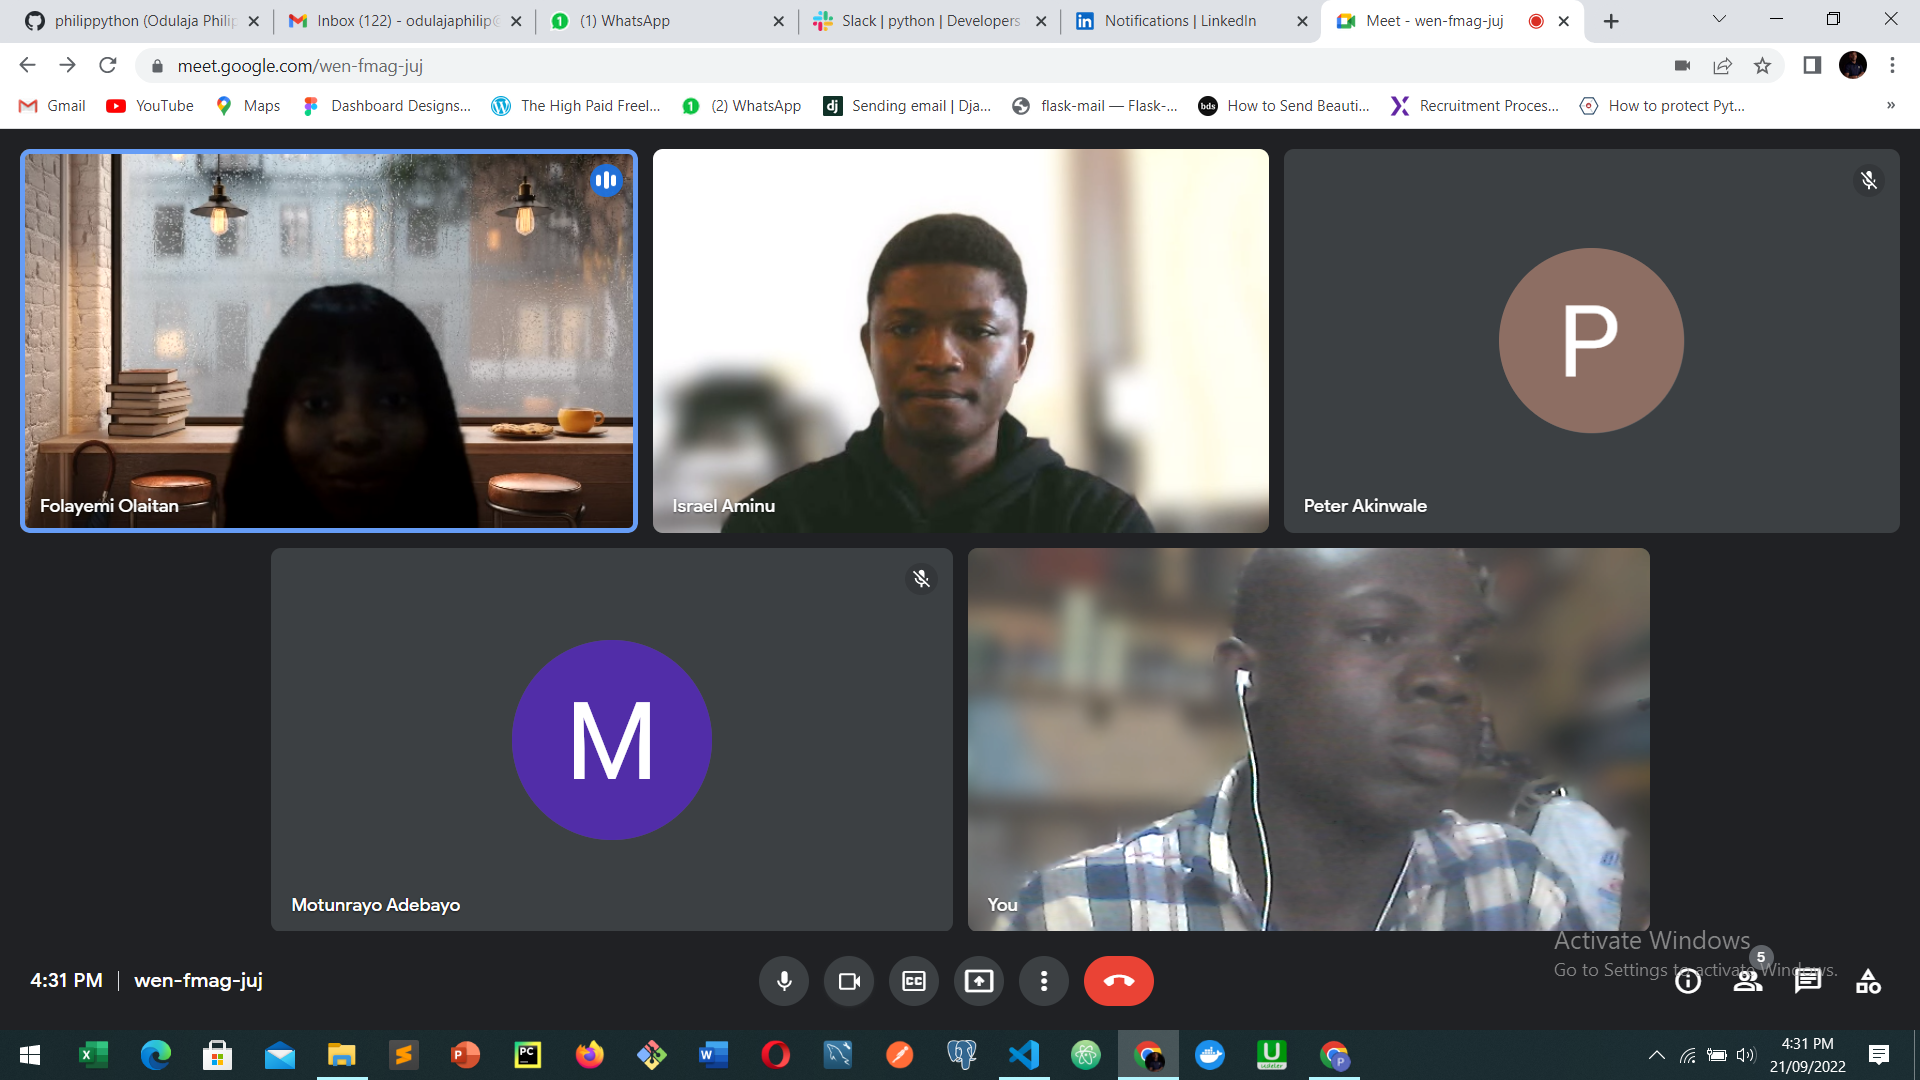 philippython (Odulaja Philip
Inbox (122) - odulajaphilip@
(1) WhatsApp
Slack | python | Developers
Notifications | LinkedIn
Meet - wen-fmag-juj
meet.google.com/wen-fmag-juj
Gmail
YouTube
Maps
Dashboard Designs...
The High Paid Freel...
(2) WhatsApp
Sending email | Dja...
flask-mail — Flask-...
How to Send Beauti...
Recruitment Proces...
How to protect Pyt...
Folayemi Olaitan
Israel Aminu
P
Peter Akinwale
M
Motunrayo Adebayo
You
Activate Windows
Go to Settings to activate Windows.
4:31 PM
wen-fmag-juj
5
4:31 PM
21/09/2022